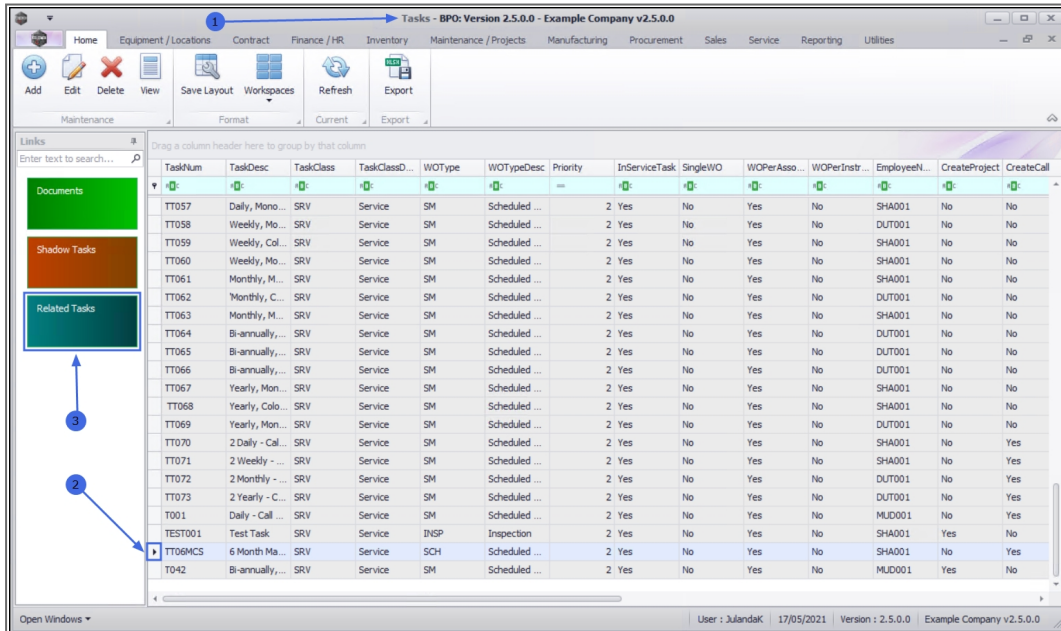 1
Tasks - BPO: Version 2.5.0.0 - Example Company v2.5.0.0
Home Equipment / Locations Contract Finance / HR Inventory Maintenance / Projects Manufacturing Procurement Sales Service Reporting Utilities
Add Edit Delete View Save Layout Workspaces Refresh Export
Maintenance Format Current Export
Links
Drag a column header here to group by that column
Enter text to search...
TaskNum TaskDesc TaskClass TaskClassD... WOType WOTypeDesc Priority InServiceTask SingleWO WOPerAsso... WOPerInstr... EmployeeN... CreateProject CreateCall
Documents
Shadow Tasks
Related Tasks
3
2
TT057 Daily, Mono... SRV Service SM Scheduled ... 2 Yes No Yes No SHA001 No No
TT058 Weekly, Mo... SRV Service SM Scheduled ... 2 Yes No Yes No DUT001 No No
TT059 Weekly, Col... SRV Service SM Scheduled ... 2 Yes No Yes No SHA001 No No
TT060 Weekly, Mo... SRV Service SM Scheduled ... 2 Yes No Yes No SHA001 No No
TT061 Monthly, M... SRV Service SM Scheduled ... 2 Yes No Yes No SHA001 No No
TT062 'Monthly, C... SRV Service SM Scheduled ... 2 Yes No Yes No DUT001 No No
TT063 Monthly, M... SRV Service SM Scheduled ... 2 Yes No Yes No SHA001 No No
TT064 Bi-annually,... SRV Service SM Scheduled ... 2 Yes No Yes No DUT001 No No
TT065 Bi-annually,... SRV Service SM Scheduled ... 2 Yes No Yes No DUT001 No No
TT066 Bi-annually,... SRV Service SM Scheduled ... 2 Yes No Yes No DUT001 No No
TT067 Yearly, Mon... SRV Service SM Scheduled ... 2 Yes No Yes No SHA001 No No
TT068 Yearly, Colo... SRV Service SM Scheduled ... 2 Yes No Yes No SHA001 No No
TT069 Yearly, Mon... SRV Service SM Scheduled ... 2 Yes No Yes No DUT001 No No
TT070 2 Daily - Cal... SRV Service SM Scheduled ... 2 Yes No Yes No SHA001 No Yes
TT071 2 Weekly - ... SRV Service SM Scheduled ... 2 Yes No Yes No SHA001 No Yes
TT072 2 Monthly - ... SRV Service SM Scheduled ... 2 Yes No Yes No DUT001 No Yes
TT073 2 Yearly - C... SRV Service SM Scheduled ... 2 Yes No Yes No DUT001 No Yes
T001 Daily - Call ... SRV Service SM Scheduled ... 2 Yes No Yes No MUD001 No Yes
TEST001 Test Task SRV Service INSP Inspection 2 Yes No Yes No SHA001 Yes No
TT06MCS 6 Month Ma... SRV Service SCH Scheduled ... 2 Yes No Yes No SHA001 No Yes
T042 Bi-annually,... SRV Service SM Scheduled ... 2 Yes No Yes No MUD001 Yes No
Open Windows User : JulandaK 17/05/2021 Version : 2.5.0.0 Example Company v2.5.0.0